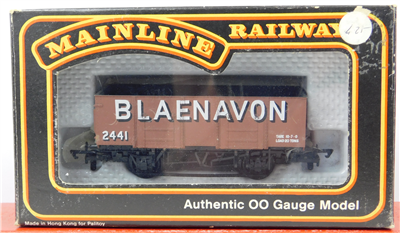 MAINLINE RAILWAYS
BLAENAVON
2441
Authentic OO Gauge Model
Made in Hong Kong for Palitoy